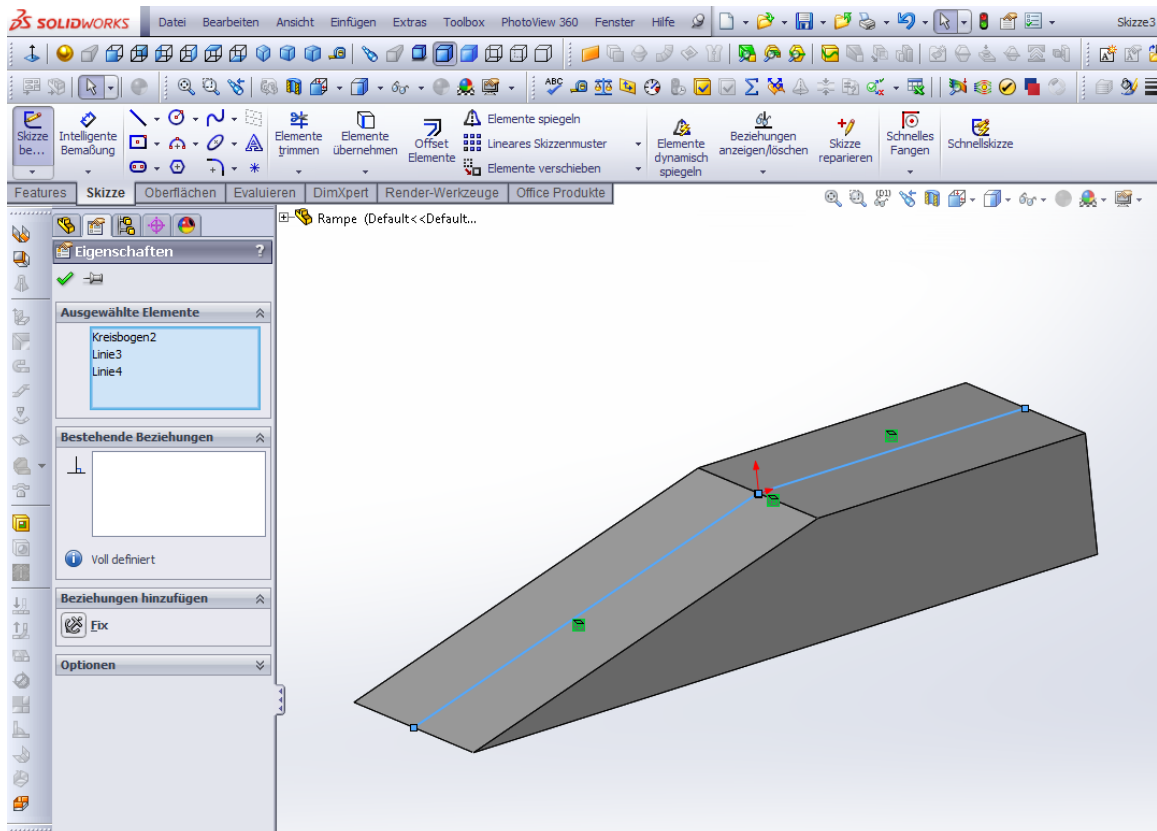 SOLIDWORKS Datei Bearbeiten Ansicht Einfügen Extras Toolbox PhotoView 360 Fenster Hilfe Skizze3
Skizze be... Intelligente Bemaßung Elemente trimmen Elemente übernehmen Offset Elemente Elemente spiegeln Elemente dynamisch spiegeln Beziehungen anzeigen/löschen Skizze reparieren Schnelles Fangen Schnellskizze
Lineares Skizzenmuster
Elemente verschieben
Features Skizze Oberflächen Evaluieren DimXpert Render-Werkzeuge Office Produkte
Rampe (Default<<Default...
Eigenschaften ?
Ausgewählte Elemente
Kreisbogen2
Linie3
Linie4
Bestehende Beziehungen
Voll definiert
Beziehungen hinzufügen
Fix
Optionen